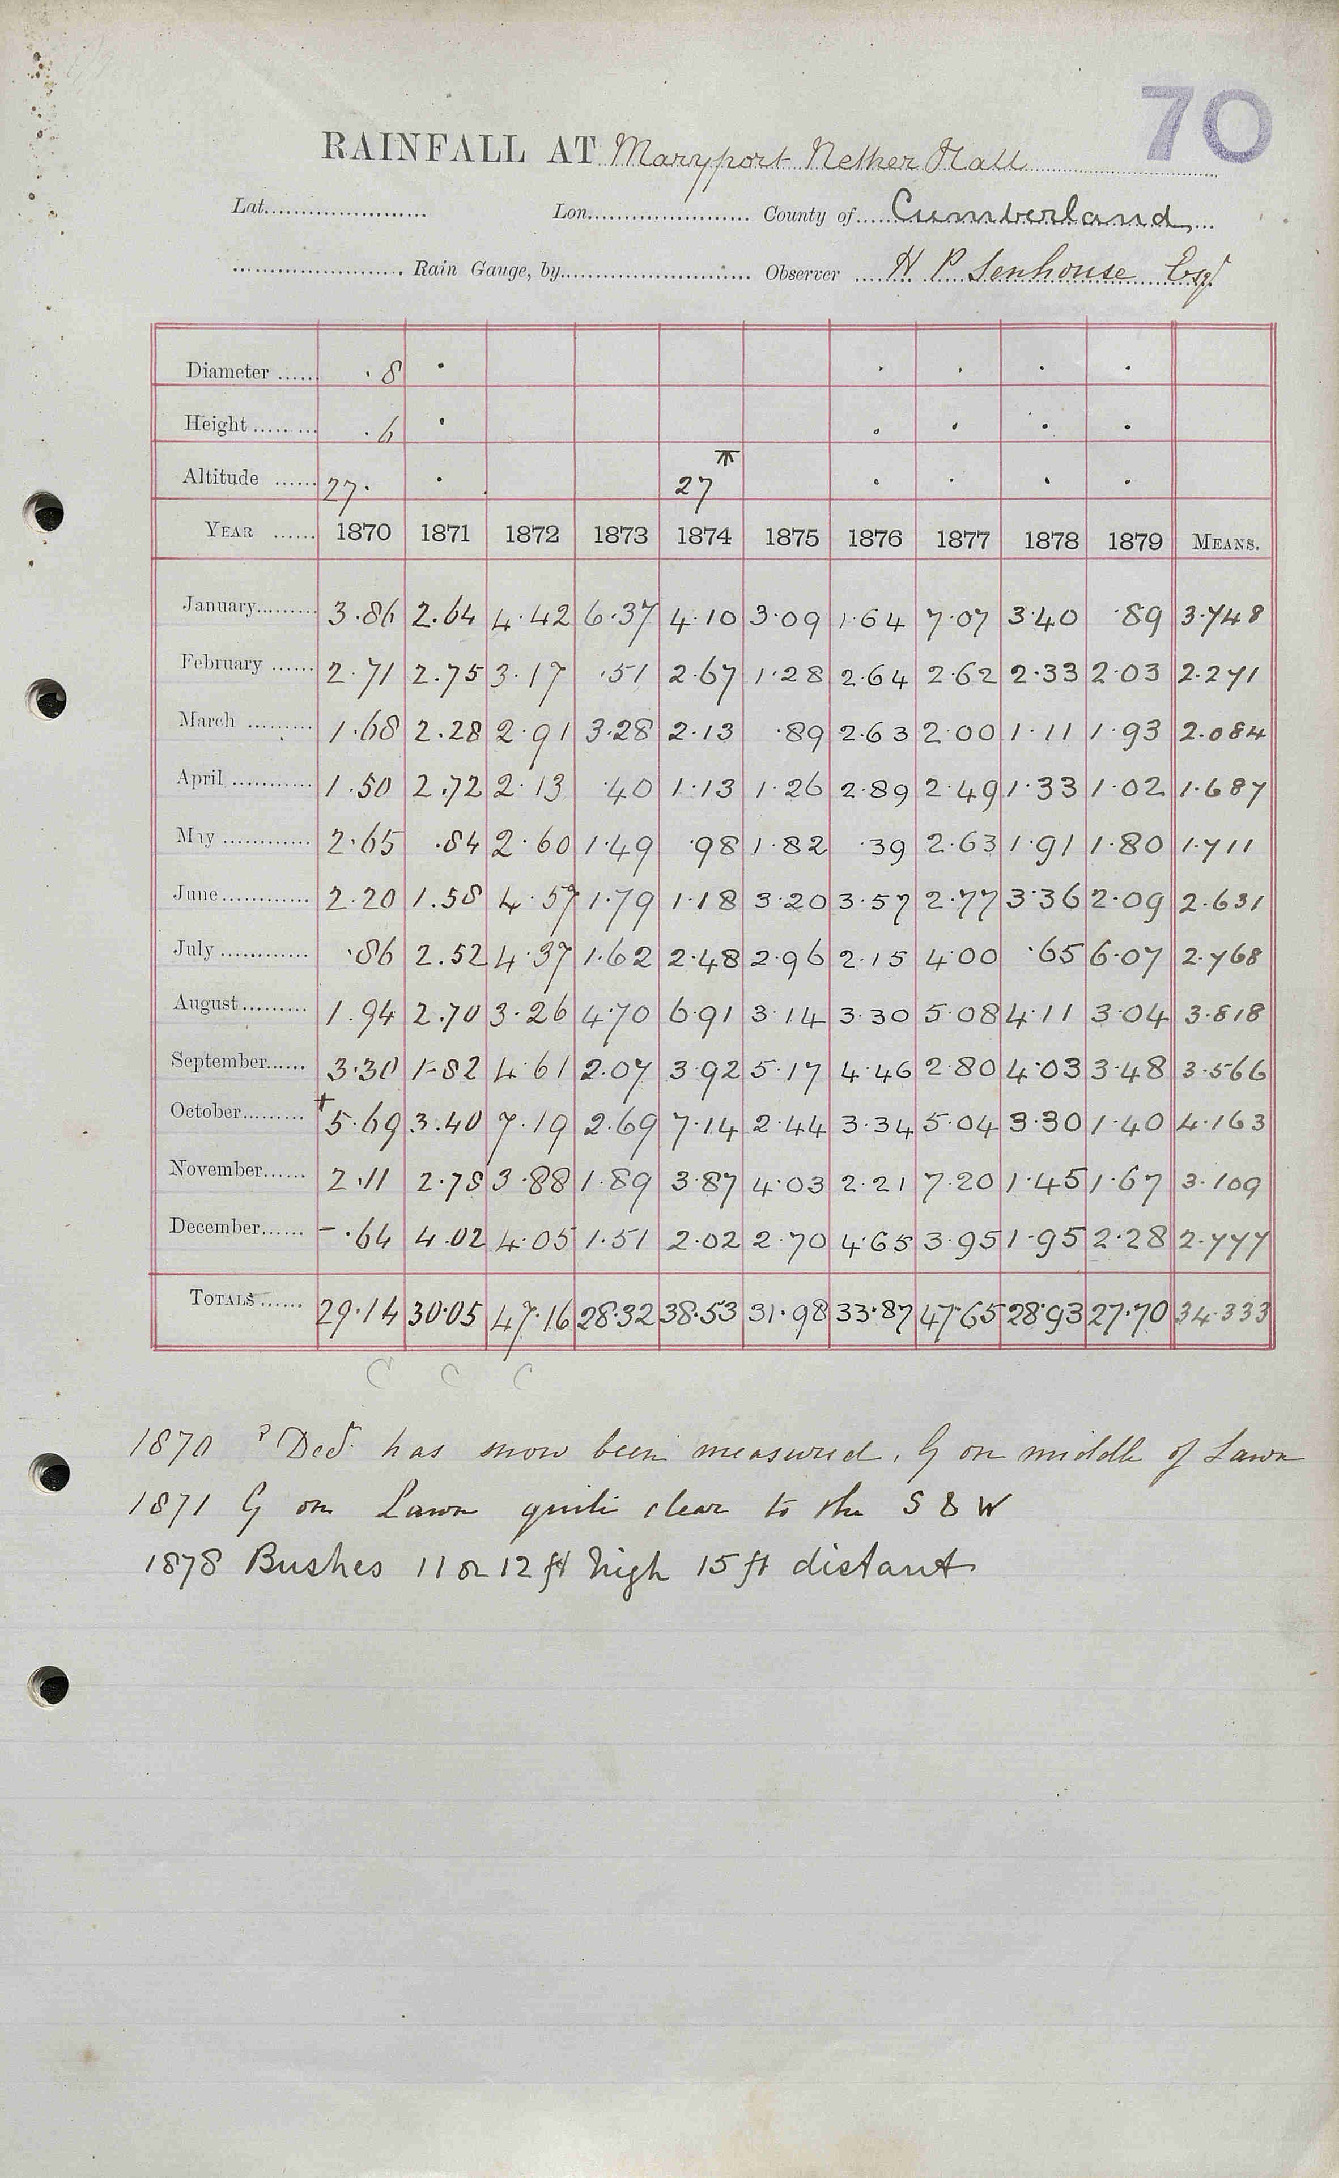 70
RAINFALL AT Maryport Nether Hall
Lat. Lon. County of Cumberland
Rain Gauge, by Observer H P Senhouse Esqr
Diameter ·8 · · · · ·
Height ·6 · · · · ·
Altitude 27· · 27 · · · ·
YEAR 1870 1871 1872 1873 1874 1875 1876 1877 1878 1879 MEANS.
January 3·86 2.64 4·42 6·37 4·10 3·09 1·64 7·07 3·40 ·89 3·748
February 2·71 2.75 3·17 ·51 2·67 1·28 2·64 2·62 2·33 2·03 2·271
March 1·68 2.28 2·91 3·28 2·13 ·89 2·63 2·00 1·11 1·93 2·084
April 1·50 2.72 2·13 ·40 1·13 1·26 2·89 2·49 1·33 1·02 1·687
May 2·65 ·84 2·60 1·49 ·98 1·82 ·39 2·63 1·91 1·80 1·711
June 2·20 1.58 4·57 1·79 1·18 3·20 3·57 2·77 3·36 2·09 2·631
July ·86 2.52 4·37 1·62 2·48 2·96 2·15 4·00 ·65 6·07 2·768
August 1·94 2.70 3·26 4·70 6·91 3·14 3·30 5·08 4·11 3·04 3·818
September 3·30 1·82 4·61 2·07 3·92 5·17 4·46 2·80 4·03 3·48 3·566
October +5·69 3.40 7·19 2·69 7·14 2·44 3·34 5·04 3·30 1·40 4·163
November 2·11 2·78 3·88 1·89 3·87 4·03 2·21 7·20 1·45 1·67 3·109
December -·64 4.02 4·05 1·51 2·02 2·70 4·65 3·95 1·95 2·28 2·777
TOTALS 29·14 30·05 47·16 28·32 38·53 31·98 33·87 47·65 28·93 27·70 34·333
C C C
1870 ? Decr has snow been measured. G on middle of Lawn
1871 G on Lawn quite clear to the S & W
1878 Bushes 11 or 12 ft high 15 ft distant